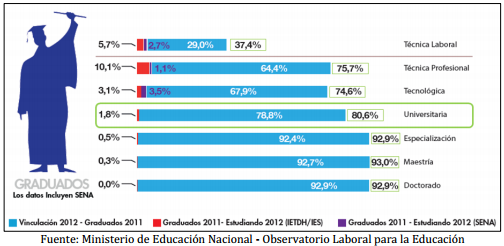 5,7% 2,7% 29,0% 37,4% Técnica Laboral
10,1% 1,1% 64,4% 75,7% Técnica Profesional
3,1% 3,5% 67,9% 74,6% Tecnológica
1,8% 78,8% 80,6% Universitaria
0,5% 92,4% 92,9% Especialización
0,3% 92,7% 93,0% Maestría
0,0% 92,9% 92,9% Doctorado
GRADUADOS
Los datos Incluyen SENA
Vinculación 2012 - Graduados 2011 Graduados 2011- Estudiando 2012 (IETDH/IES) Graduados 2011 - Estudiando 2012 (SENA)
Fuente: Ministerio de Educación Nacional - Observatorio Laboral para la Educación